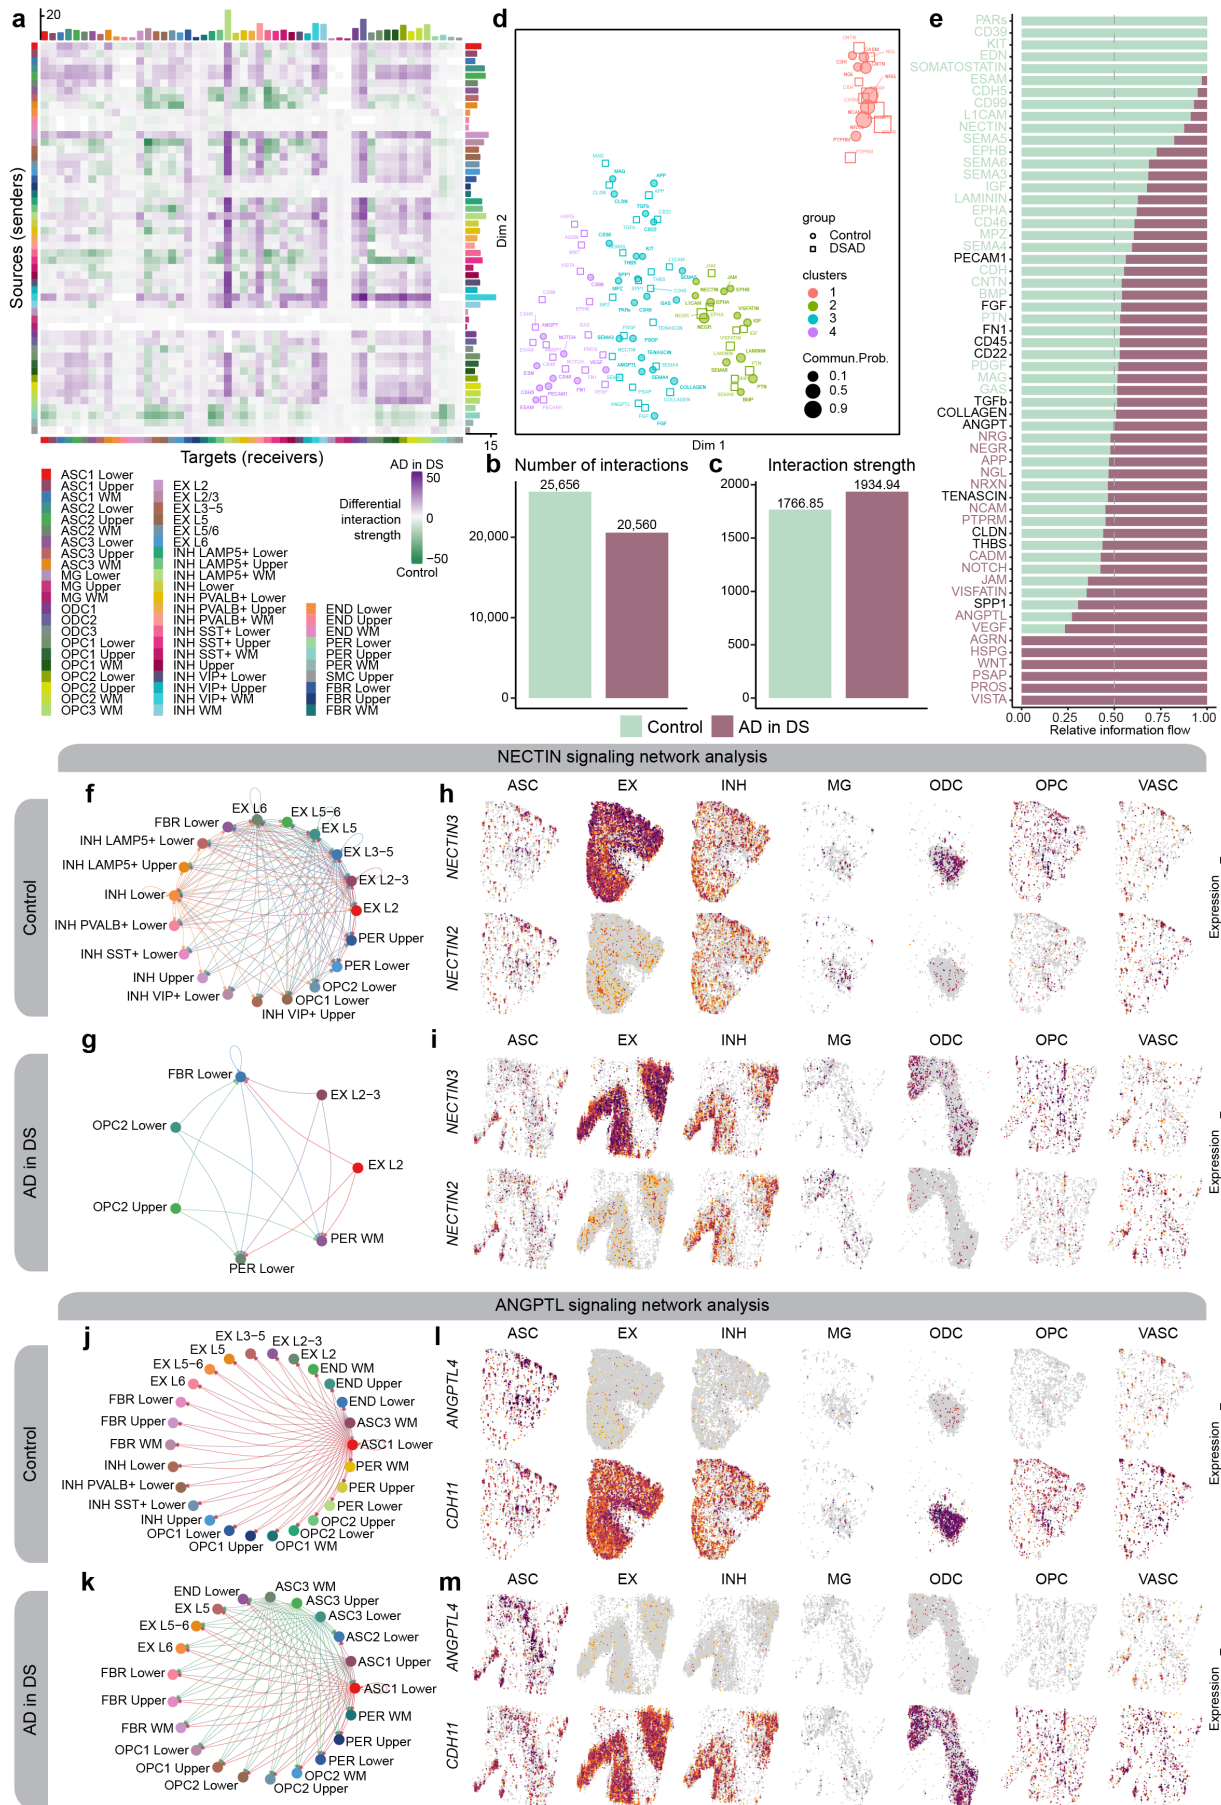 a
20
Sources (senders)
Targets (receivers)
15
AD in DS
50
Differential interaction strength
0
−50
Control
ASC1 Lower
ASC1 Upper
ASC1 WM
ASC2 Lower
ASC2 Upper
ASC2 WM
ASC3 Lower
ASC3 Upper
ASC3 WM
MG Lower
MG Upper
MG WM
ODC1
ODC2
ODC3
OPC1 Lower
OPC1 Upper
OPC1 WM
OPC2 Lower
OPC2 Upper
OPC2 WM
OPC3 WM
EX L2
EX L2/3
EX L3−5
EX L5
EX L5/6
EX L6
INH LAMP5+ Lower
INH LAMP5+ Upper
INH LAMP5+ WM
INH Lower
INH PVALB+ Lower
INH PVALB+ Upper
INH PVALB+ WM
INH SST+ Lower
INH SST+ Upper
INH SST+ WM
INH Upper
INH VIP+ Lower
INH VIP+ Upper
INH VIP+ WM
INH WM
END Lower
END Upper
END WM
PER Lower
PER Upper
PER WM
SMC Upper
FBR Lower
FBR Upper
FBR WM
d
Dim 2
Dim 1
group
Control
DSAD
clusters
1
2
3
4
Commun.Prob.
0.1
0.5
0.9
b
Number of interactions
25,656
20,560
20,000
10,000
0
c
Interaction strength
2000
1766.85
1934.94
1500
1000
500
0
Control
AD in DS
e
PARs
CD39
KIT
EDN
SOMATOSTATIN
ESAM
CDH5
CD99
L1CAM
NECTIN
SEMA5
EPHB
SEMA6
SEMA3
IGF
LAMININ
EPHA
CD46
MPZ
SEMA4
PECAM1
CDH
CNTN
BMP
FGF
PTN
FN1
CD45
CD22
PDGF
MAG
GAS
TGFb
COLLAGEN
ANGPT
NRG
NEGR
APP
NGL
NRXN
TENASCIN
NCAM
PTPRM
CLDN
THBS
CADM
NOTCH
JAM
VISFATIN
SPP1
ANGPTL
VEGF
AGRN
HSPG
WNT
PSAP
PROS
VISTA
0.00 0.25 0.50 0.75 1.00
Relative information flow
NECTIN signaling network analysis
Control
f
EX L6
EX L5−6
EX L5
EX L3−5
EX L2−3
EX L2
PER Upper
PER Lower
OPC2 Lower
OPC1 Lower
INH VIP+ Upper
INH VIP+ Lower
INH Upper
INH SST+ Lower
INH PVALB+ Lower
INH Lower
INH LAMP5+ Upper
INH LAMP5+ Lower
FBR Lower
h
ASC EX INH MG ODC OPC VASC
NECTIN3
NECTIN2
Expression
AD in DS
g
FBR Lower
EX L2−3
OPC2 Lower
EX L2
OPC2 Upper
PER WM
PER Lower
i
ASC EX INH MG ODC OPC VASC
NECTIN3
NECTIN2
Expression
ANGPTL signaling network analysis
Control
j
EX L3−5
EX L2−3
EX L2
END WM
END Upper
END Lower
ASC3 WM
ASC1 Lower
PER WM
PER Upper
PER Lower
OPC2 Upper
OPC2 Lower
OPC1 WM
OPC1 Upper
OPC1 Lower
INH Upper
INH SST+ Lower
INH PVALB+ Lower
INH Lower
FBR WM
FBR Upper
FBR Lower
EX L6
EX L5−6
EX L5
l
ASC EX INH MG ODC OPC VASC
ANGPTL4
CDH11
Expression
AD in DS
k
END Lower
ASC3 WM
ASC3 Upper
ASC3 Lower
ASC2 Lower
ASC1 Upper
ASC1 Lower
PER WM
PER Upper
PER Lower
OPC2 WM
OPC2 Upper
OPC2 Lower
OPC1 Upper
OPC1 Lower
FBR WM
FBR Upper
FBR Lower
EX L6
EX L5−6
EX L5
m
ASC EX INH MG ODC OPC VASC
ANGPTL4
CDH11
Expression